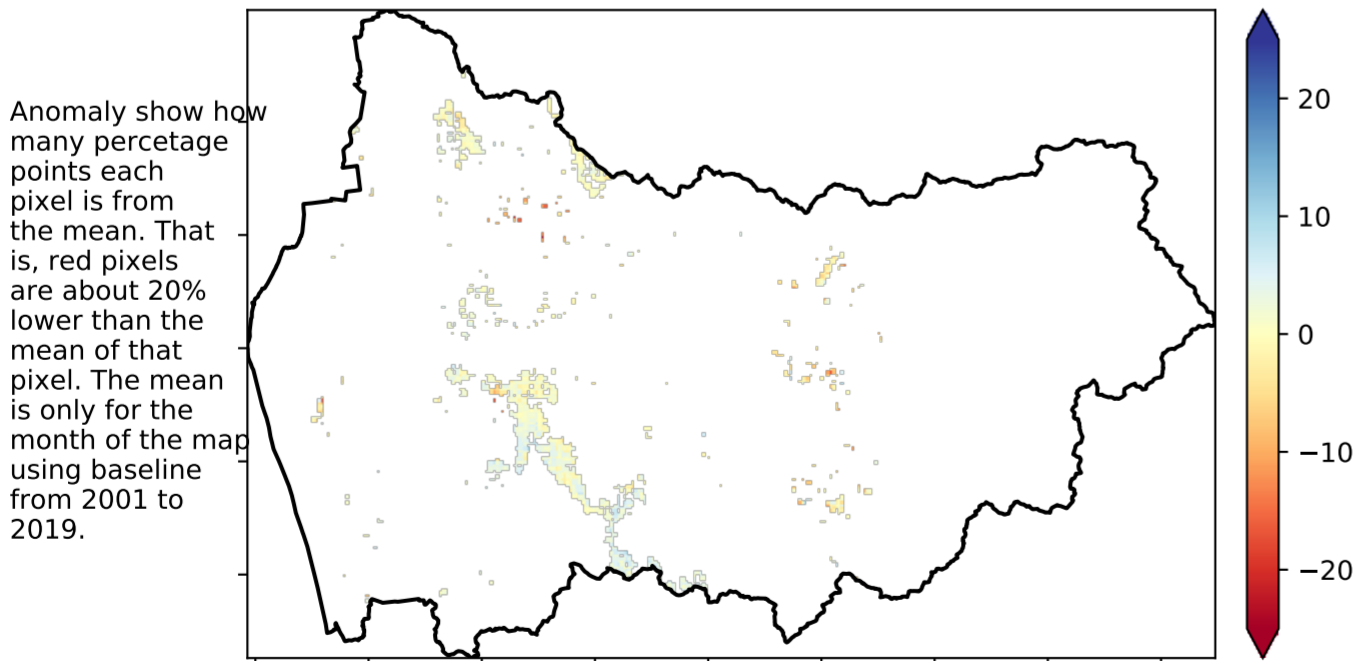 Anomaly show how
many percetage
points each
pixel is from
the mean. That
is, red pixels
are about 20%
lower than the
mean of that
pixel. The mean
is only for the
month of the map
using baseline
from 2001 to
2019.
20
10
0
−10
−20